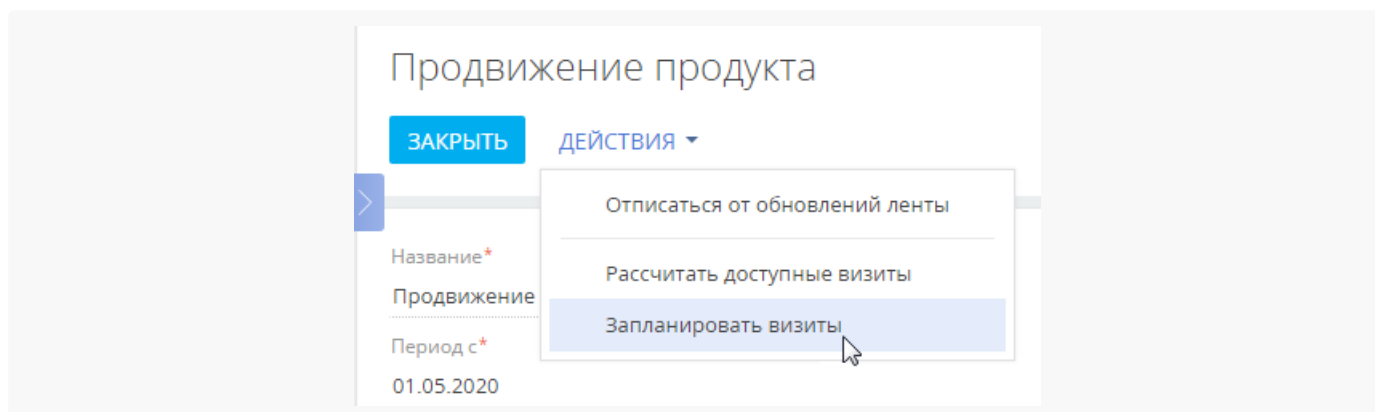 Продвижение продукта
ЗАКРЫТЬ ДЕЙСТВИЯ
Отписаться от обновлений ленты
Название*
Рассчитать доступные визиты
Продвижение
Запланировать визиты
Период с*
01.05.2020